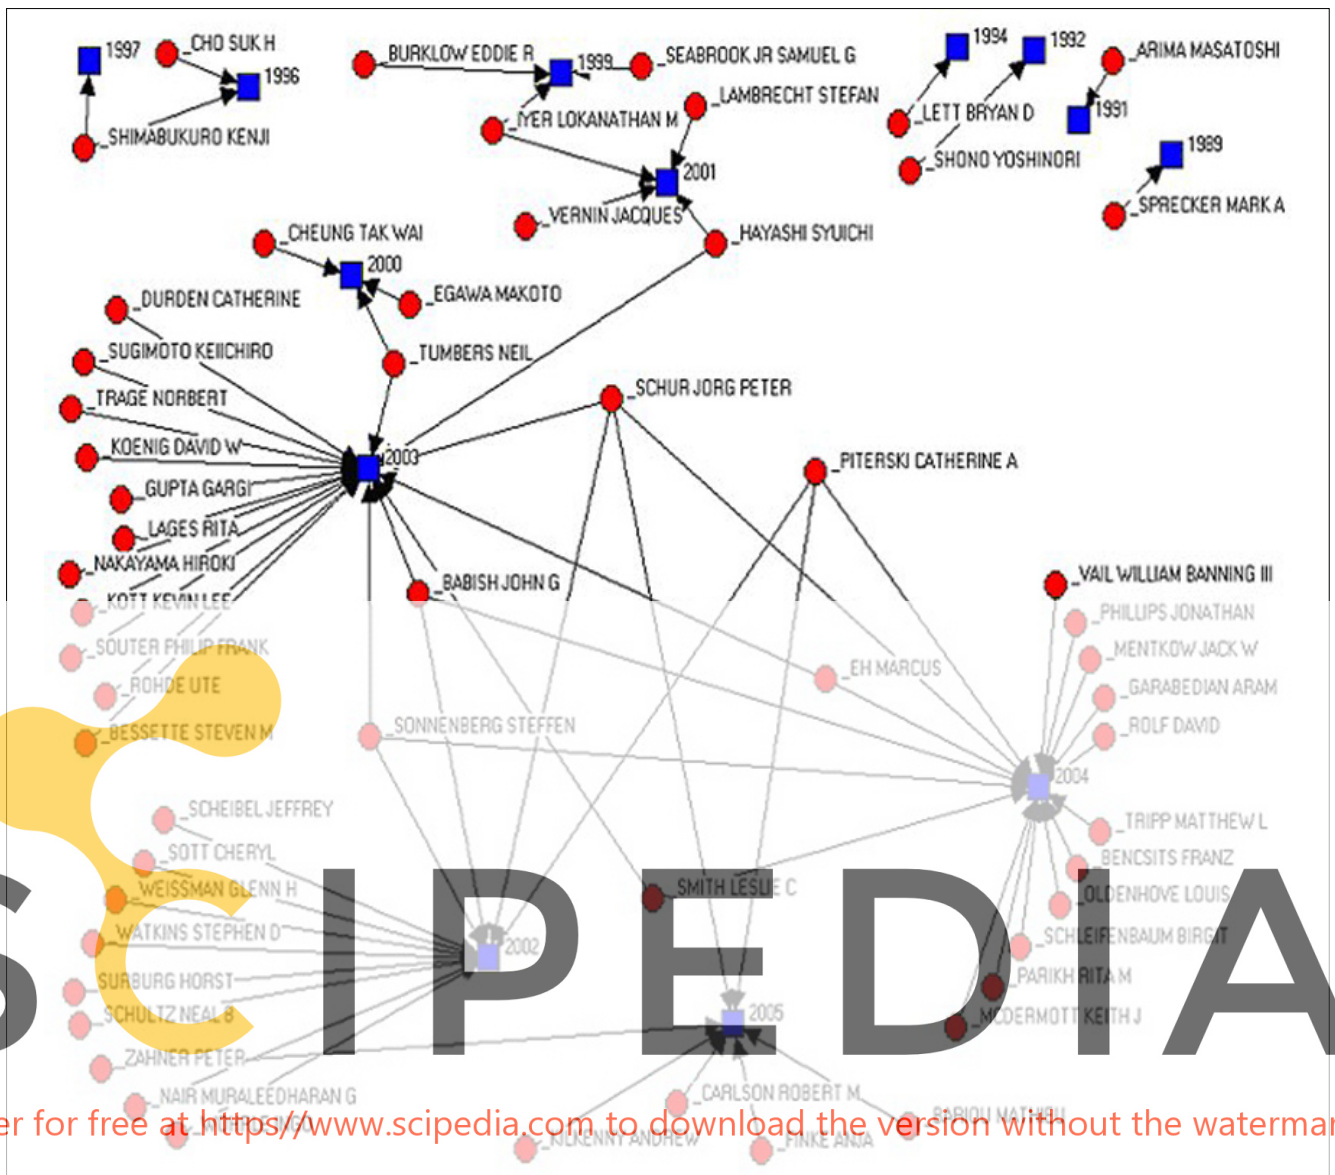 1997
_CHO SUK H
1996
_SHIMABUKURO KENJI
_BURKLOW EDDIE R
1999
_SEABROOK JR SAMUEL G
_LAMBRECHT STEFAN
_IYER LOKANATHAN M
2001
_VERNIN JACQUES
_HAYASHI SYUICHI
1994
1992
_ARIMA MASATOSHI
_LETT BRYAN D
1991
_SHONO YOSHINORI
1989
_SPRECKER MARK A
_CHEUNG TAK WAI
2000
_EGAWA MAKOTO
_DURDEN CATHERINE
_SUGIMOTO KEIICHIRO
_TUMBERS NEIL
_TRAGE NORBERT
_SCHUR JORG PETER
_KOENIG DAVID W
2003
_PITERSKI CATHERINE A
_GUPTA GARGI
_LAGES RITA
_NAKAYAMA HIROKI
_BABISH JOHN G
_VAIL WILLIAM BANNING III
_KOTT KEVIN LEE
_PHILLIPS JONATHAN
_SOUTER PHILIP FRANK
_MENTKOW JACK W
_EH MARCUS
_ROHDE UTE
_GARABEDIAN ARAM
_BESSETTE STEVEN M
_SONNENBERG STEFFEN
_ROLF DAVID
2004
_SCHEIBEL JEFFREY
_TRIPP MATTHEW L
_SOTT CHERYL
_BENCSITS FRANZ
_WEISSMAN GLENN H
_SMITH LESLIE C
_OLDENHOVE LOUIS
_WATKINS STEPHEN D
2002
_SCHLEIFENBAUM BIRGIT
_SURBURG HORST
_PARIKH RITA M
_SCHULTZ NEAL B
2005
_MCDERMOTT KEITH J
_ZAHNER PETER
_NAIR MURALEEDHARAN G
_CARLSON ROBERT M
_KILKENNY ANDREW
_FINKE ANJA
SCIPEDIA
er for free at https//www.scipedia.com to download the version without the watermar